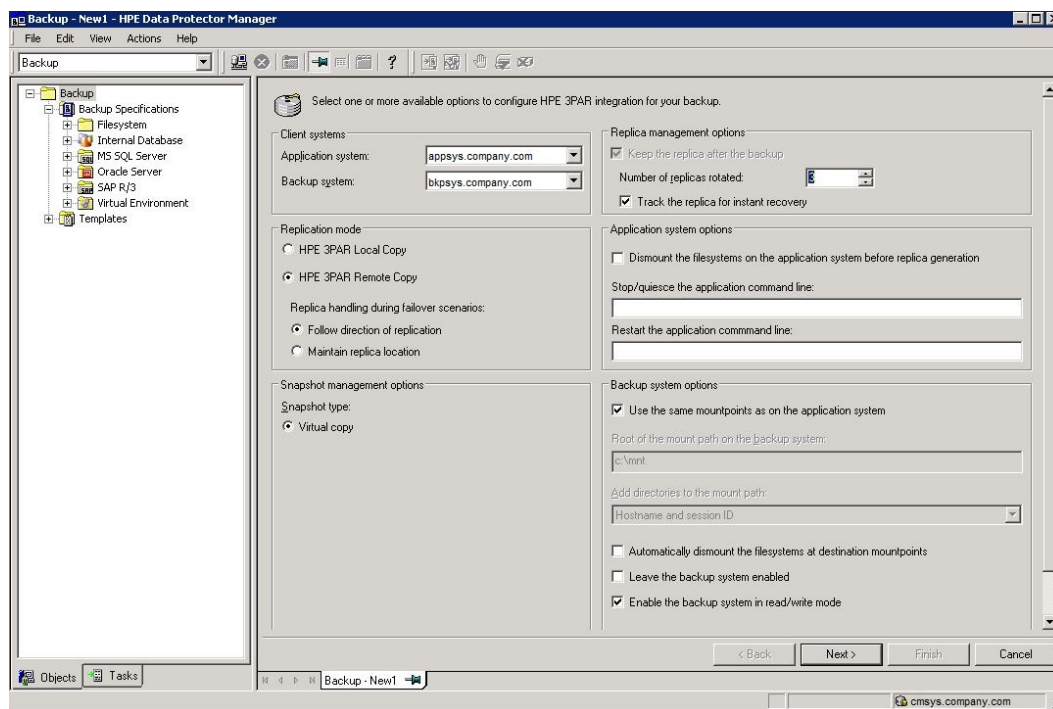 Backup - New1 - HPE Data Protector Manager
File Edit View Actions Help
Backup
Backup
Backup Specifications
Filesystem
Internal Database
MS SQL Server
Oracle Server
SAP R/3
Virtual Environment
Templates
Objects
Tasks
Select one or more available options to configure HPE 3PAR integration for your backup.
Client systems
Application system: appsys.company.com
Backup system: bkpsys.company.com
Replication mode
HPE 3PAR Local Copy
HPE 3PAR Remote Copy
Replica handling during failover scenarios:
Follow direction of replication
Maintain replica location
Snapshot management options
Snapshot type:
Virtual copy
Replica management options
Keep the replica after the backup
Number of replicas rotated: 3
Track the replica for instant recovery
Application system options
Dismount the filesystems on the application system before replica generation
Stop/quiesce the application command line:
Restart the application commmand line:
Backup system options
Use the same mountpoints as on the application system
Root of the mount path on the backup system:
c:\mnt
Add directories to the mount path:
Hostname and session ID
Automatically dismount the filesystems at destination mountpoints
Leave the backup system enabled
Enable the backup system in read/write mode
< Back
Next >
Finish
Cancel
Backup - New1
cmsys.company.com